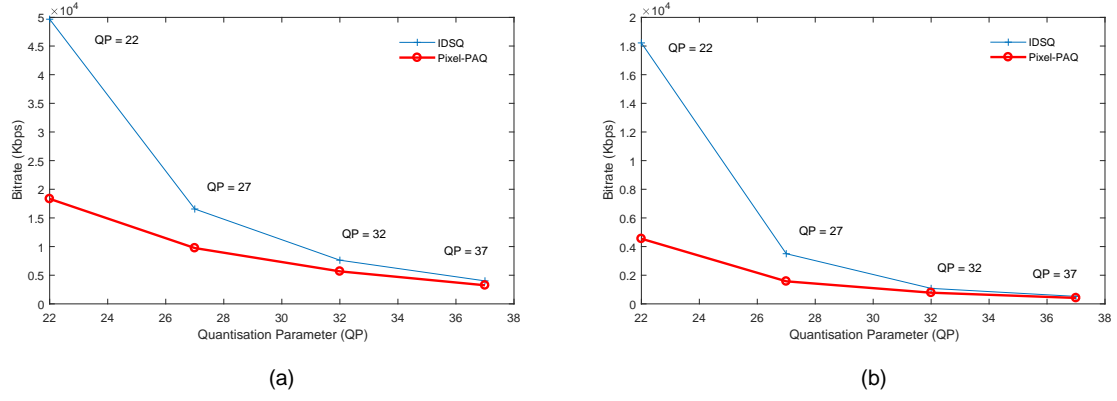 ×10⁴
5
4.5
4
3.5
3
2.5
2
1.5
1
0.5
0
Bitrate (Kbps)
QP = 22
QP = 27
QP = 32
QP = 37
IDSQ
Pixel-PAQ
22 24 26 28 30 32 34 36 38
Quantisation Parameter (QP)
(a)
×10⁴
2
1.8
1.6
1.4
1.2
1
0.8
0.6
0.4
0.2
0
Bitrate (Kbps)
QP = 22
QP = 27
QP = 32
QP = 37
IDSQ
Pixel-PAQ
22 24 26 28 30 32 34 36 38
Quantisation Parameter (QP)
(b)